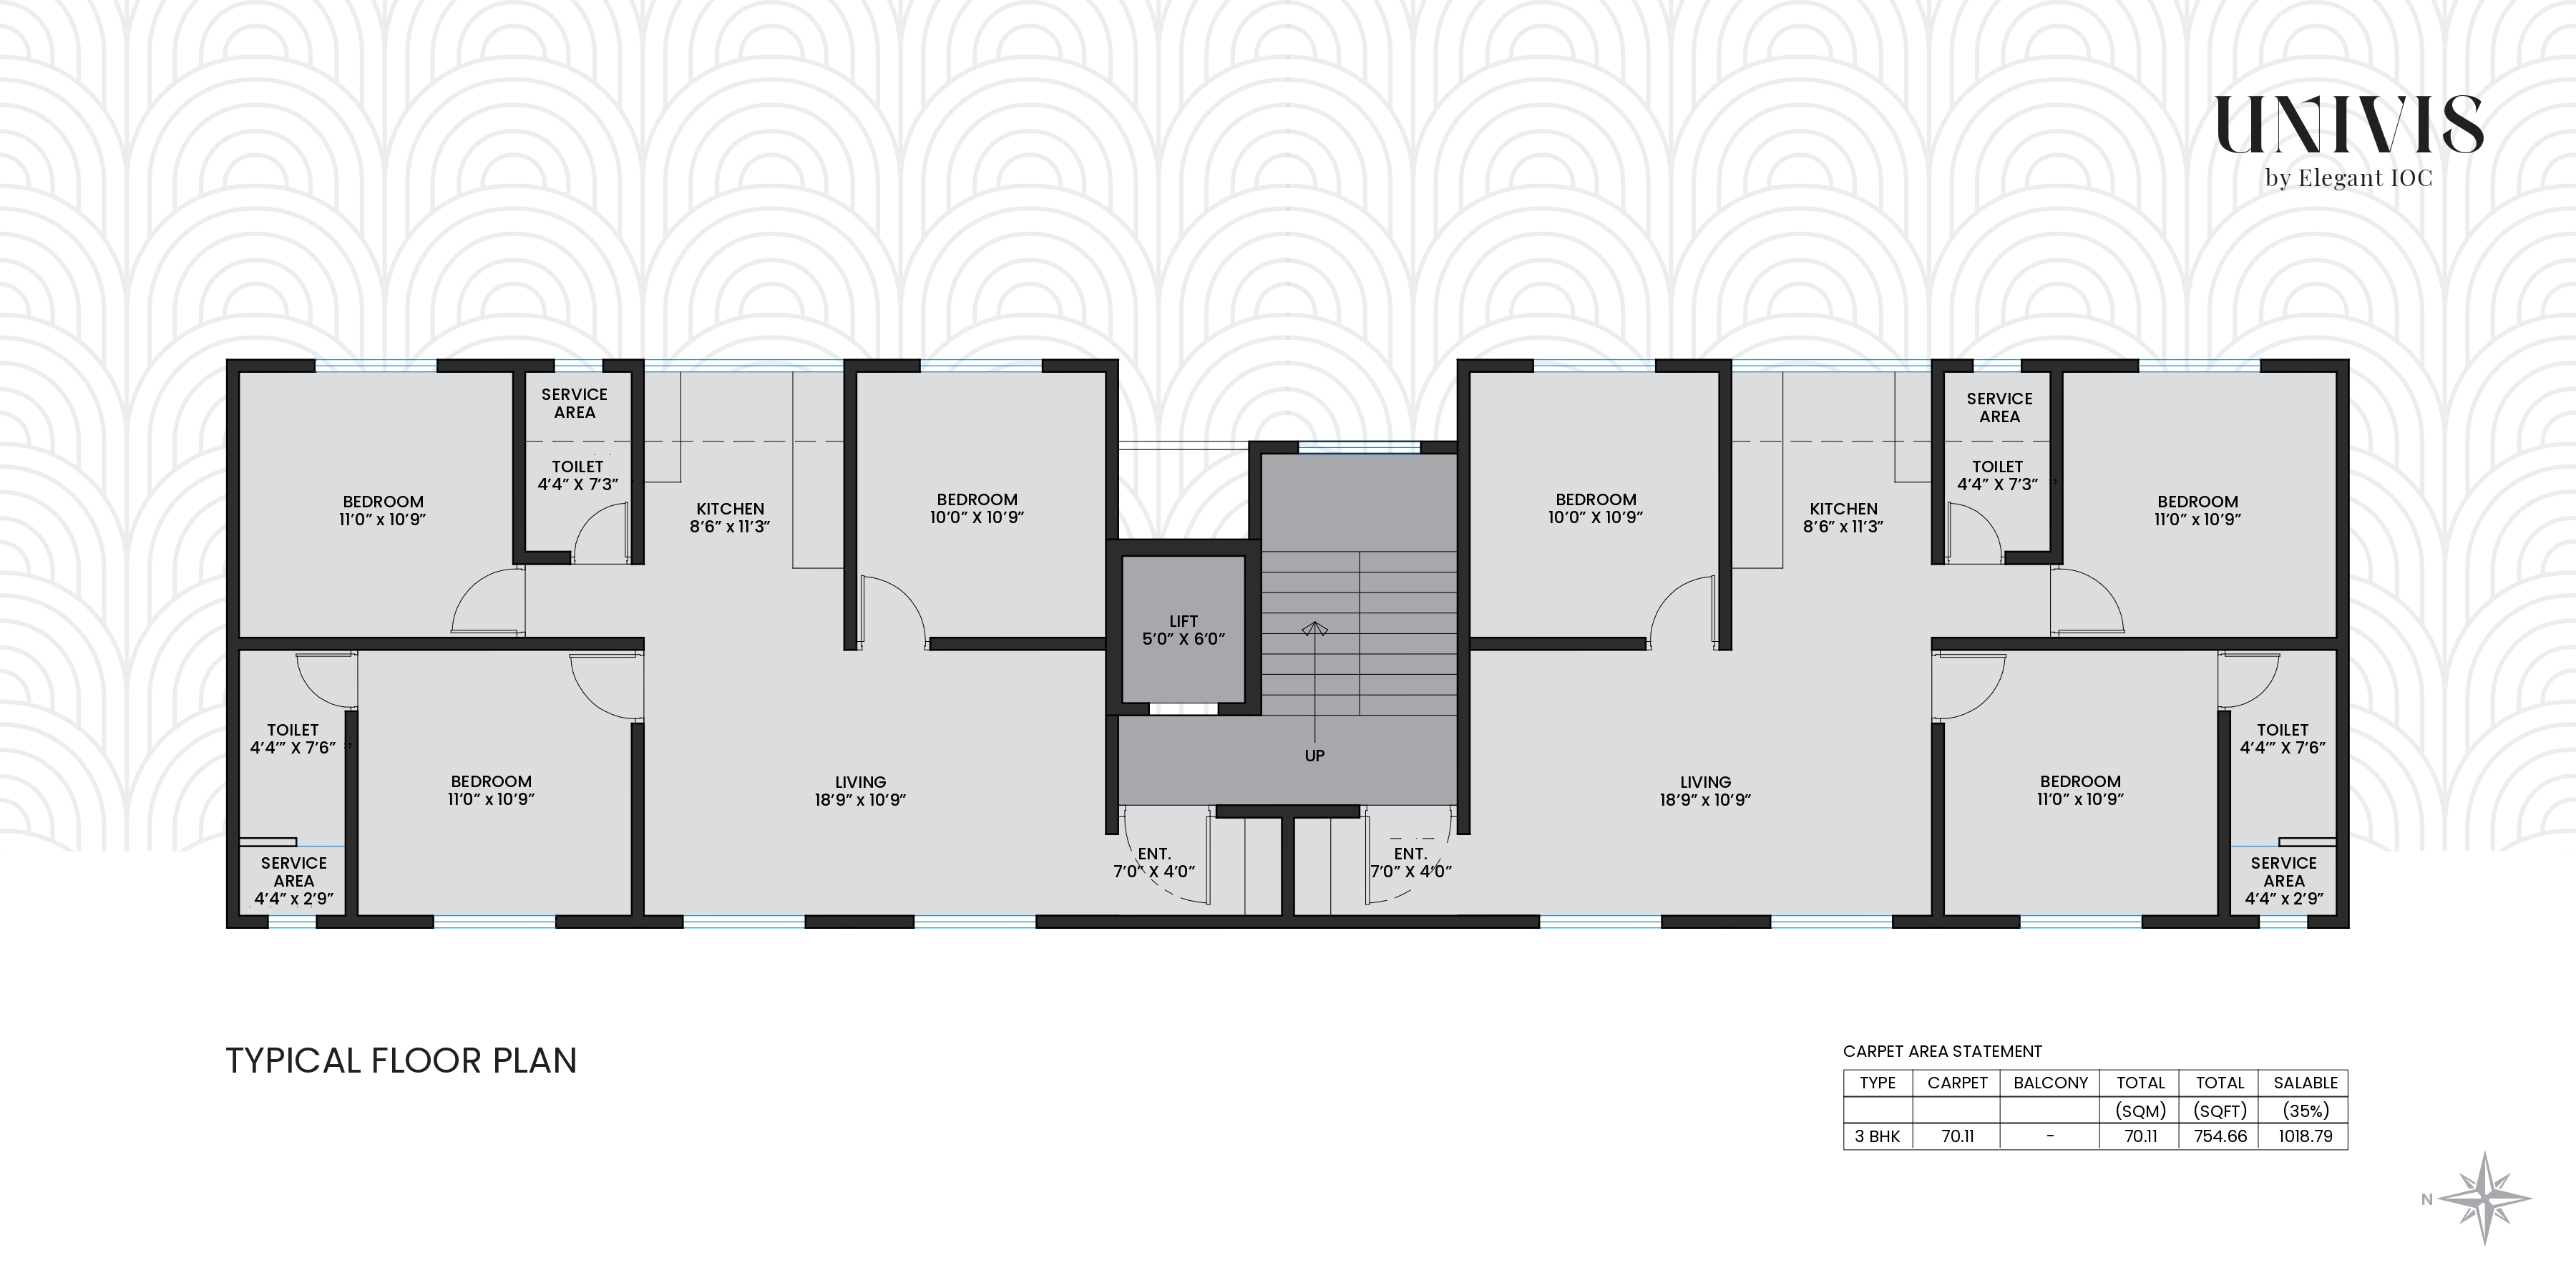 UNIVIS
by Elegant IOC
BEDROOM
11'0" x 10'9"
SERVICE
AREA
TOILET
4'4" X 7'3"
KITCHEN
8'6" x 11'3"
BEDROOM
10'0" X 10'9"
LIFT
5'0" X 6'0"
UP
BEDROOM
10'0" X 10'9"
KITCHEN
8'6" x 11'3"
SERVICE
AREA
TOILET
4'4" X 7'3"
BEDROOM
11'0" x 10'9"
TOILET
4'4'" X 7'6"
SERVICE
AREA
4'4" x 2'9"
BEDROOM
11'0" x 10'9"
LIVING
18'9" x 10'9"
ENT.
7'0" X 4'0"
ENT.
7'0" X 4'0"
LIVING
18'9" x 10'9"
BEDROOM
11'0" x 10'9"
TOILET
4'4'" X 7'6"
SERVICE
AREA
4'4" x 2'9"
TYPICAL FLOOR PLAN
CARPET AREA STATEMENT
TYPE CARPET BALCONY TOTAL TOTAL SALABLE
(SQM) (SQFT) (35%)
3 BHK 70.11 - 70.11 754.66 1018.79
N